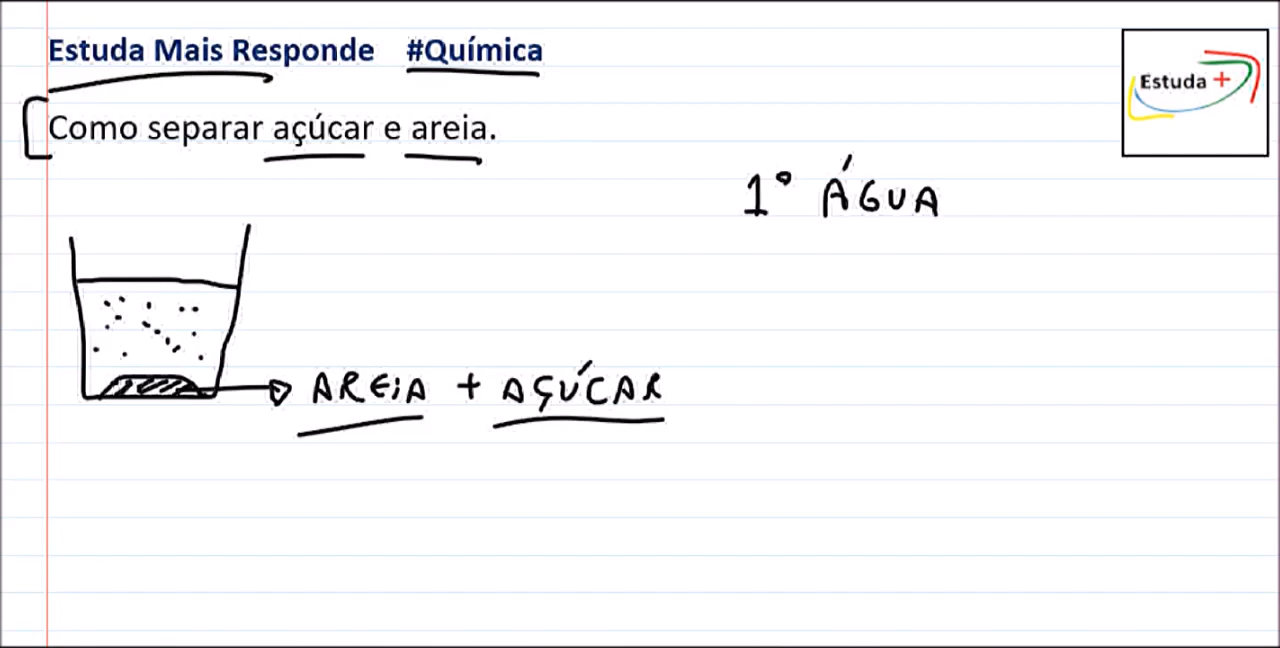 Estuda Mais Responde #Química
Estuda +
Como separar açúcar e areia.
1° ÁGUA
AREiA + AÇÚCAR